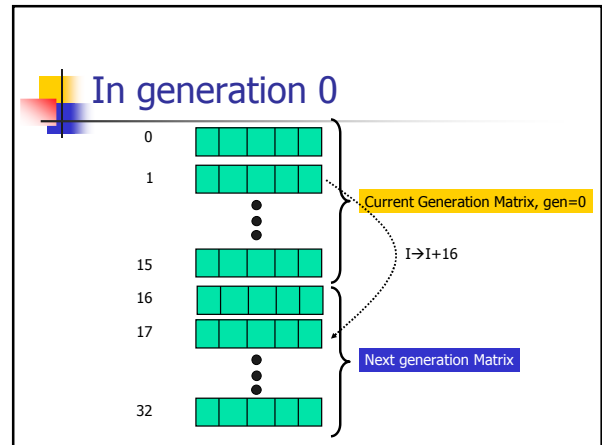 In generation 0
0
1
Current Generation Matrix, gen=0
I→I+16
15
16
17
Next generation Matrix
32